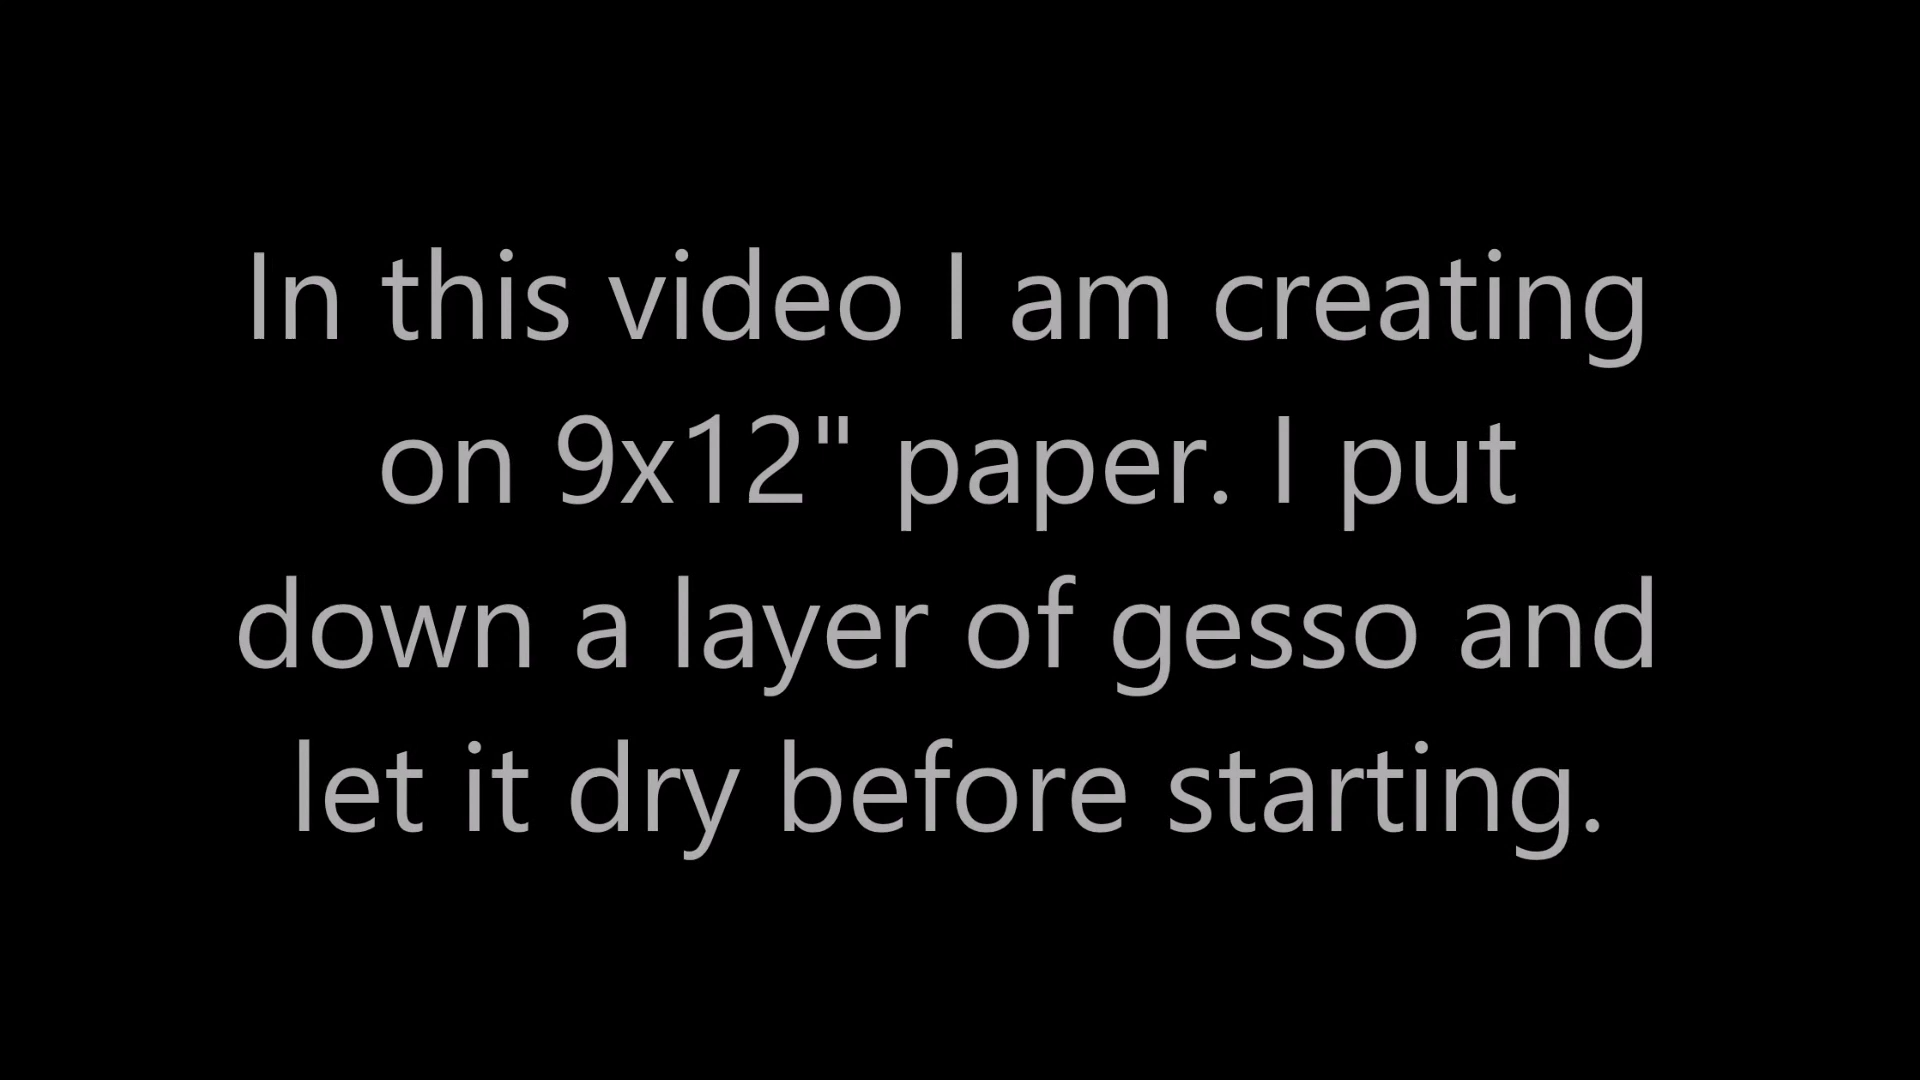 In this video I am creating
on 9x12" paper. I put
down a layer of gesso and
let it dry before starting.